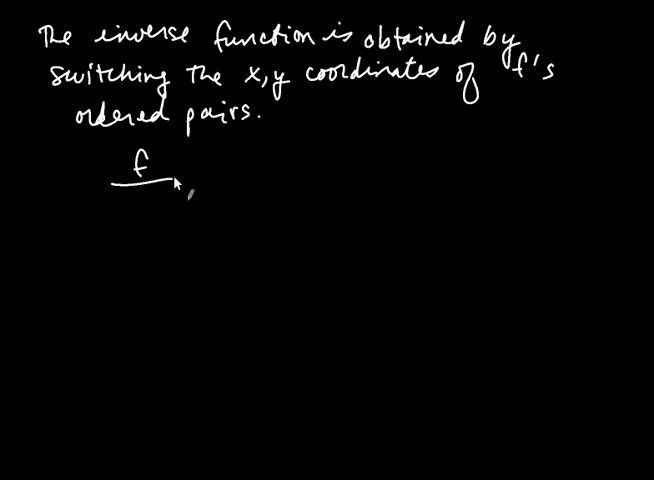 The inverse function is obtained by
switching the x,y coordinates of f's
ordered pairs.
f